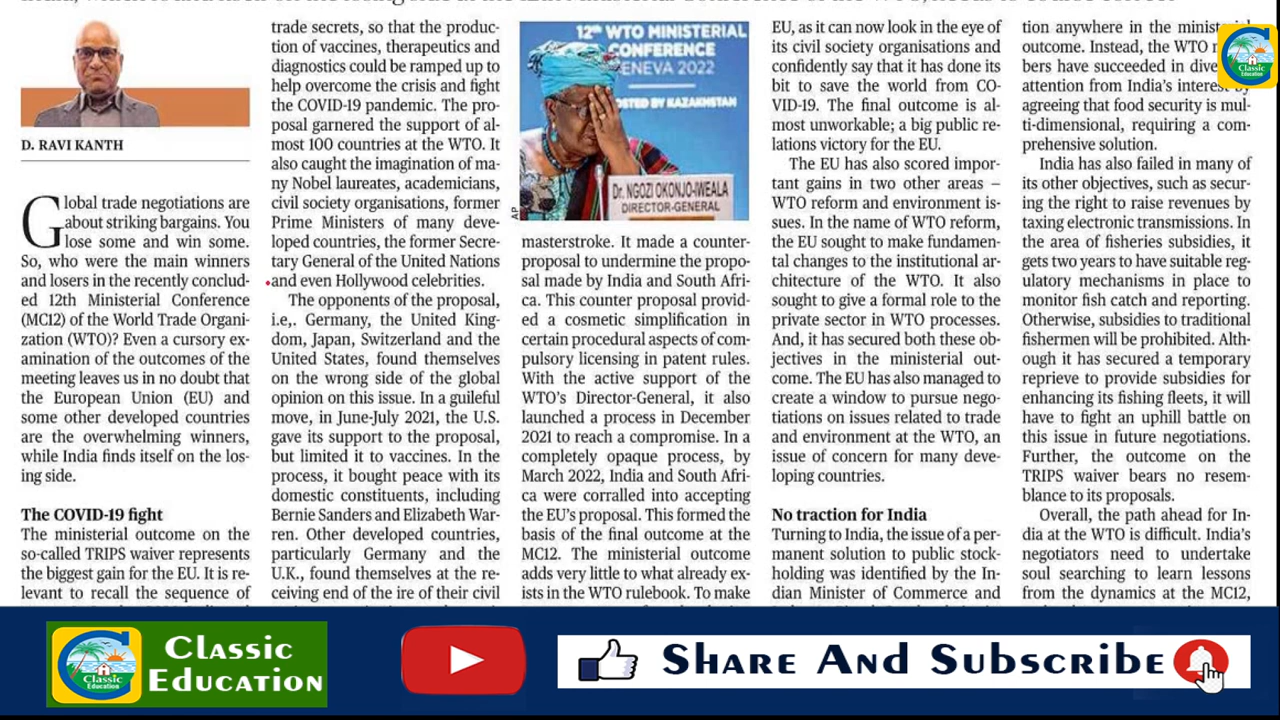 D. RAVI KANTH
Global trade negotiations are
about striking bargains. You
lose some and win some.
So, who were the main winners
and losers in the recently conclud-
ed 12th Ministerial Conference
(MC12) of the World Trade Organi-
zation (WTO)? Even a cursory ex-
amination of the outcomes of the
meeting leaves us in no doubt that
the European Union (EU) and
some other developed countries
are the overwhelming winners,
while India finds itself on the los-
ing side.
The COVID-19 fight
The ministerial outcome on the
so-called TRIPS waiver represents
the biggest gain for the EU. It is re-
levant to recall the sequence of
trade secrets, so that the produc-
tion of vaccines, therapeutics and
diagnostics could be ramped up to
help overcome the crisis and fight
the COVID-19 pandemic. The pro-
posal garnered the support of al-
most 100 countries at the WTO. It
also caught the imagination of ma-
ny Nobel laureates, academicians,
civil society organisations, former
Prime Ministers of many deve-
loped countries, the former Secre-
tary General of the United Nations
and even Hollywood celebrities.
The opponents of the proposal,
i.e,. Germany, the United King-
dom, Japan, Switzerland and the
United States, found themselves
on the wrong side of the global
opinion on this issue. In a guileful
move, in June-July 2021, the U.S.
gave its support to the proposal,
but limited it to vaccines. In the
process, it bought peace with its
domestic constituents, including
Bernie Sanders and Elizabeth War-
ren. Other developed countries,
particularly Germany and the
U.K., found themselves at the re-
ceiving end of the ire of their civil
12TH WTO MINISTERIAL
CONFERENCE
GENEVA 2022
HOSTED BY KAZAKHSTAN
Dr. NGOZI OKONJO-IWEALA
DIRECTOR-GENERAL
AP
masterstroke. It made a counter-
proposal to undermine the propo-
sal made by India and South Afri-
ca. This counter proposal provid-
ed a cosmetic simplification in
certain procedural aspects of com-
pulsory licensing in patent rules.
With the active support of the
WTO's Director-General, it also
launched a process in December
2021 to reach a compromise. In a
completely opaque process, by
March 2022, India and South Afri-
ca were corralled into accepting
the EU's proposal. This formed the
basis of the final outcome at the
MC12. The ministerial outcome
adds very little to what already ex-
ists in the WTO rulebook. To make
EU, as it can now look in the eye of
its civil society organisations and
confidently say that it has done its
bit to save the world from CO-
VID-19. The final outcome is al-
most unworkable; a big public re-
lations victory for the EU.
The EU has also scored impor-
tant gains in two other areas –
WTO reform and environment is-
sues. In the name of WTO reform,
the EU sought to make fundamen-
tal changes to the institutional ar-
chitecture of the WTO. It also
sought to give a formal role to the
private sector in WTO processes.
And, it has secured both these ob-
jectives in the ministerial out-
come. The EU has also managed to
create a window to pursue nego-
tiations on issues related to trade
and environment at the WTO, an
issue of concern for many deve-
loping countries.
No traction for India
Turning to India, the issue of a per-
manent solution to public stock-
holding was identified by the In-
dian Minister of Commerce and
tion anywhere in the ministerial
outcome. Instead, the WTO
bers have succeeded in
attention from India's interest by
agreeing that food security is mul-
ti-dimensional, requiring a com-
prehensive solution.
India has also failed in many of
its other objectives, such as secur-
ing the right to raise revenues by
taxing electronic transmissions. In
the area of fisheries subsidies, it
gets two years to have suitable reg-
ulatory mechanisms in place to
monitor fish catch and reporting.
Otherwise, subsidies to traditional
fishermen will be prohibited. Alth-
ough it has secured a temporary
reprieve to provide subsidies for
enhancing its fishing fleets, it will
have to fight an uphill battle on
this issue in future negotiations.
Further, the outcome on the
TRIPS waiver bears no resem-
blance to its proposals.
Overall, the path ahead for In-
dia at the WTO is difficult. India's
negotiators need to undertake
soul searching to learn lessons
from the dynamics at the MC12,
Classic
Education
Classic
Education
Classic
Education
Share And Subscribe